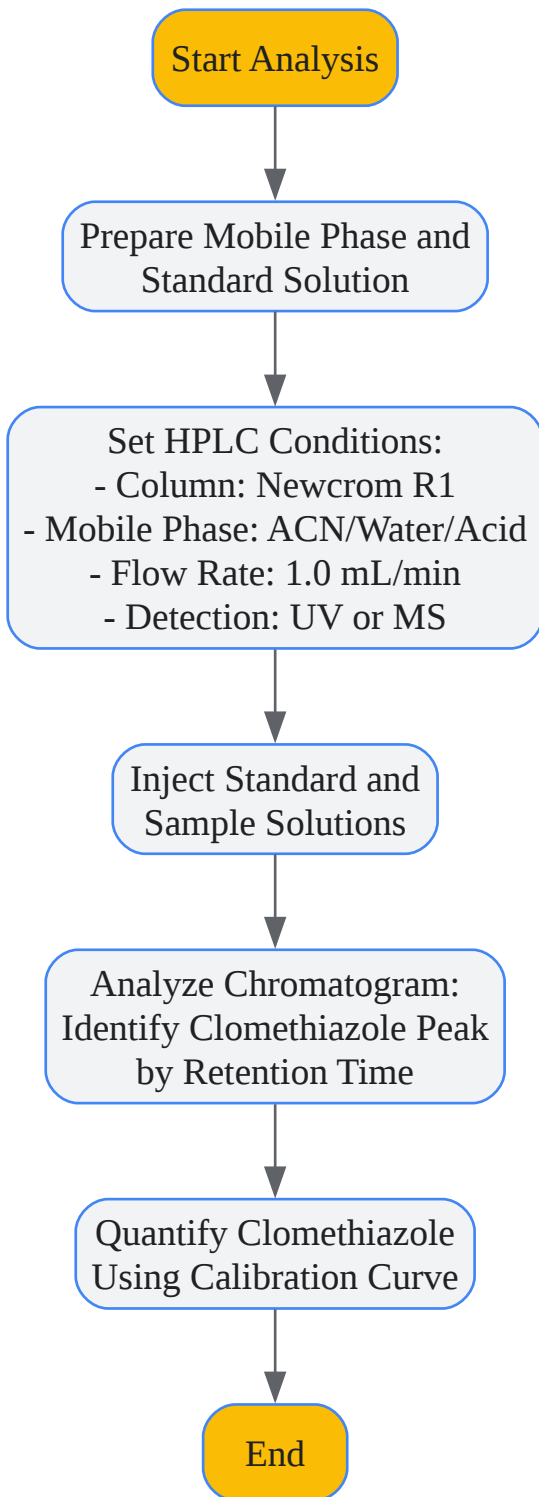 Start Analysis
Prepare Mobile Phase and
Standard Solution
Set HPLC Conditions:
- Column: Newcrom R1
- Mobile Phase: ACN/Water/Acid
- Flow Rate: 1.0 mL/min
- Detection: UV or MS
Inject Standard and
Sample Solutions
Analyze Chromatogram:
Identify Clomethiazole Peak
by Retention Time
Quantify Clomethiazole
Using Calibration Curve
End